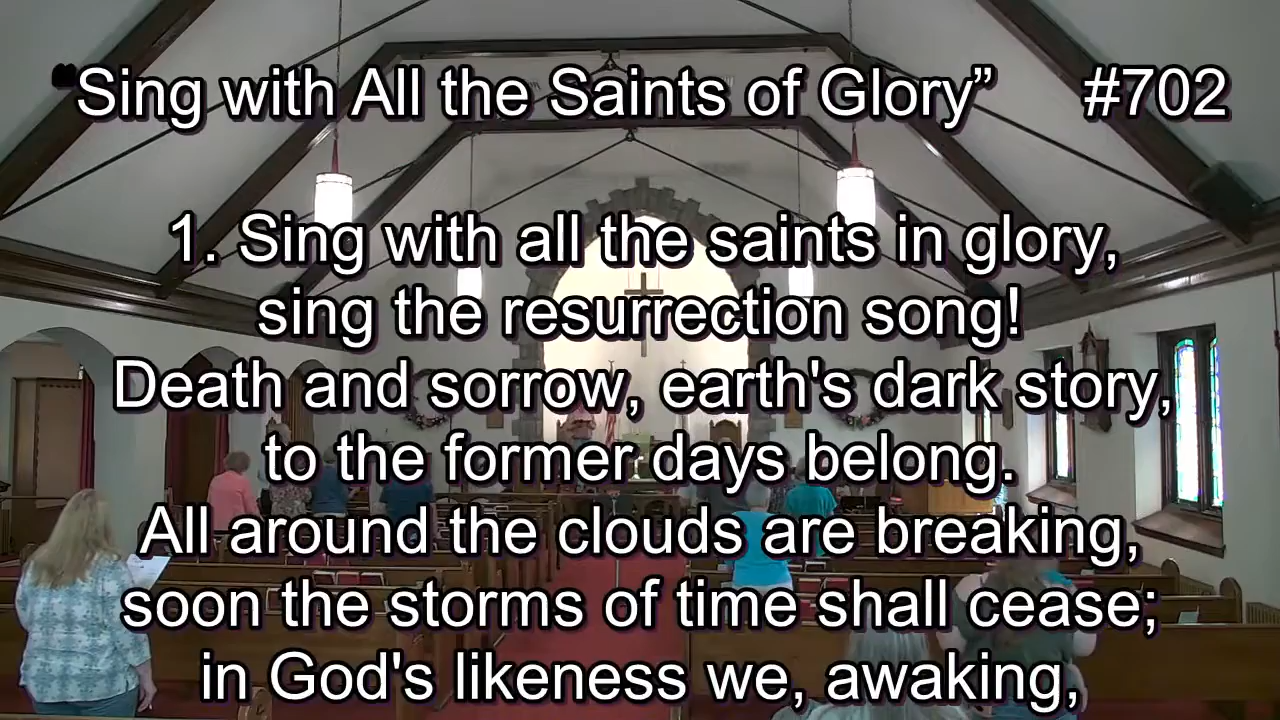 “Sing with All the Saints of Glory” #702
1. Sing with all the saints in glory,
sing the resurrection song!
Death and sorrow, earth's dark story,
to the former days belong.
All around the clouds are breaking,
soon the storms of time shall cease;
in God's likeness we, awaking,